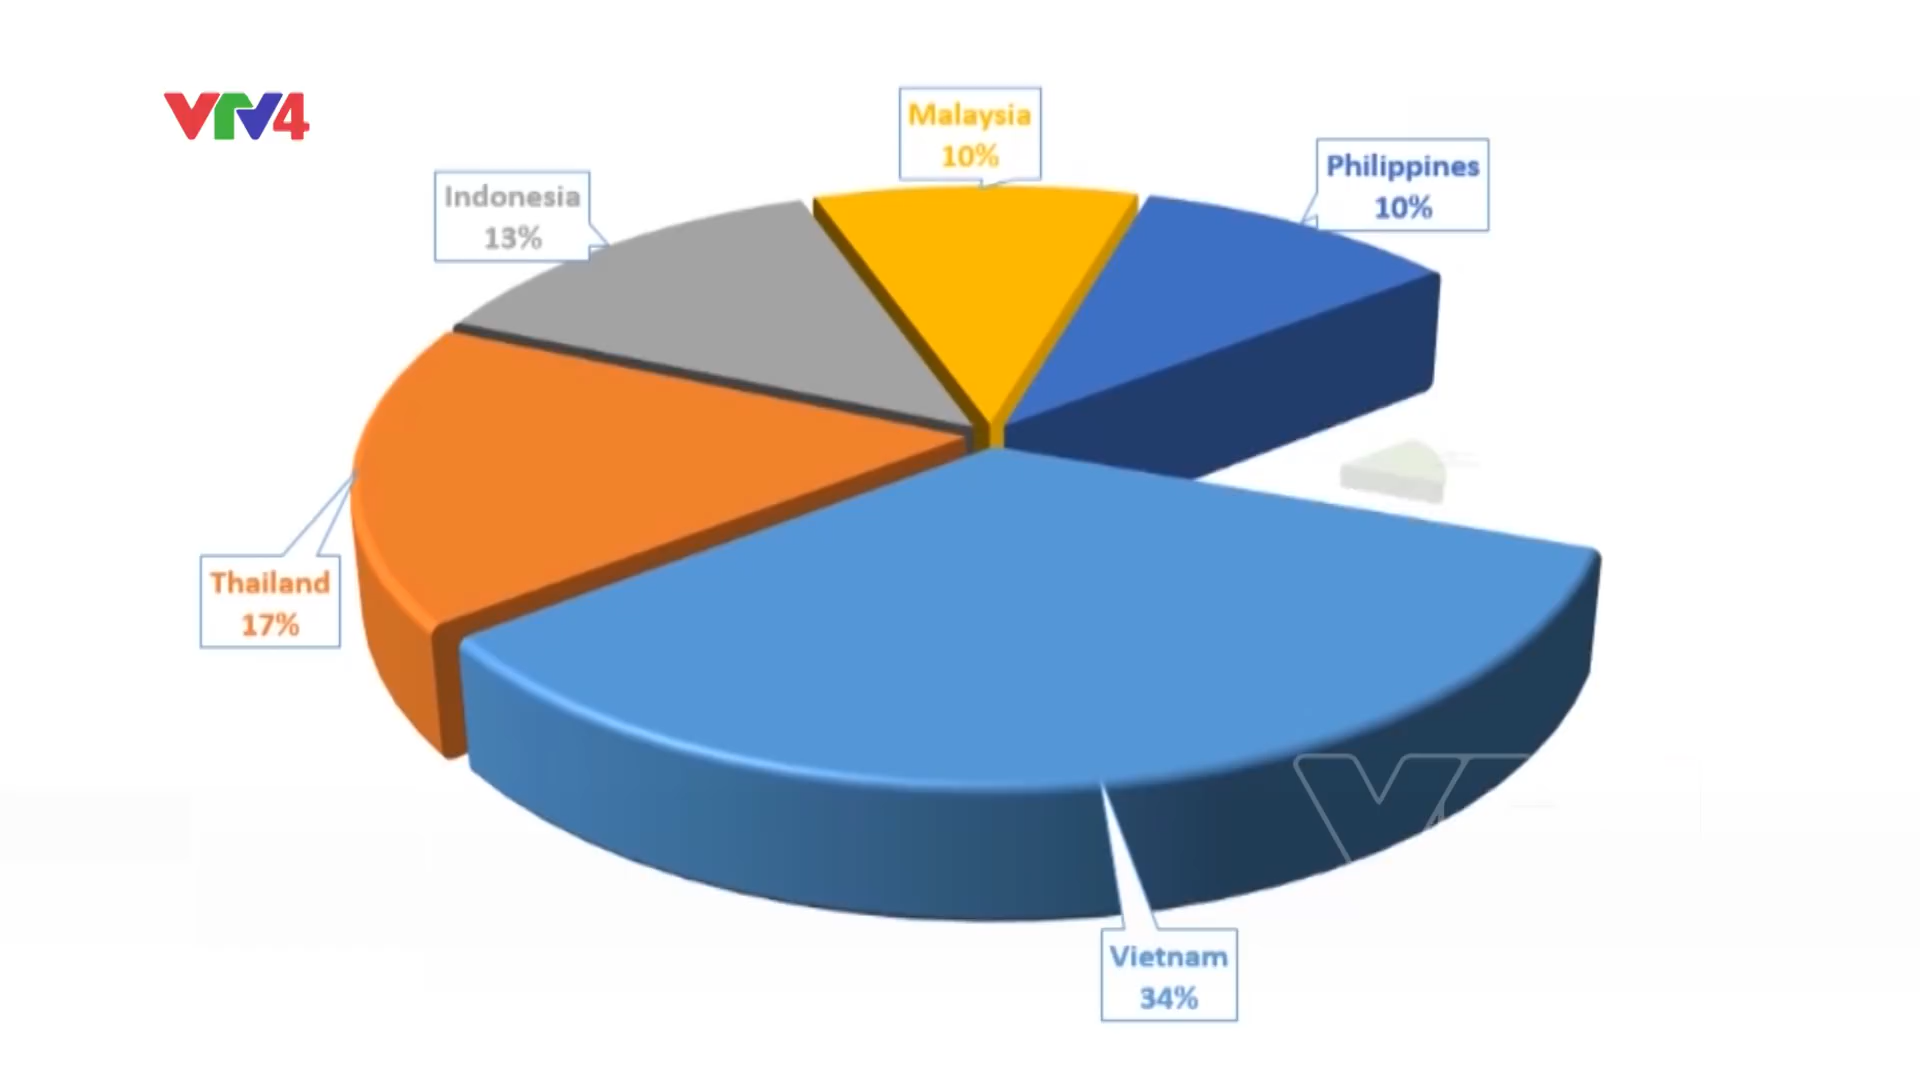 VTV4
Malaysia
10%
Philippines
10%
Indonesia
13%
Thailand
17%
Vietnam
34%